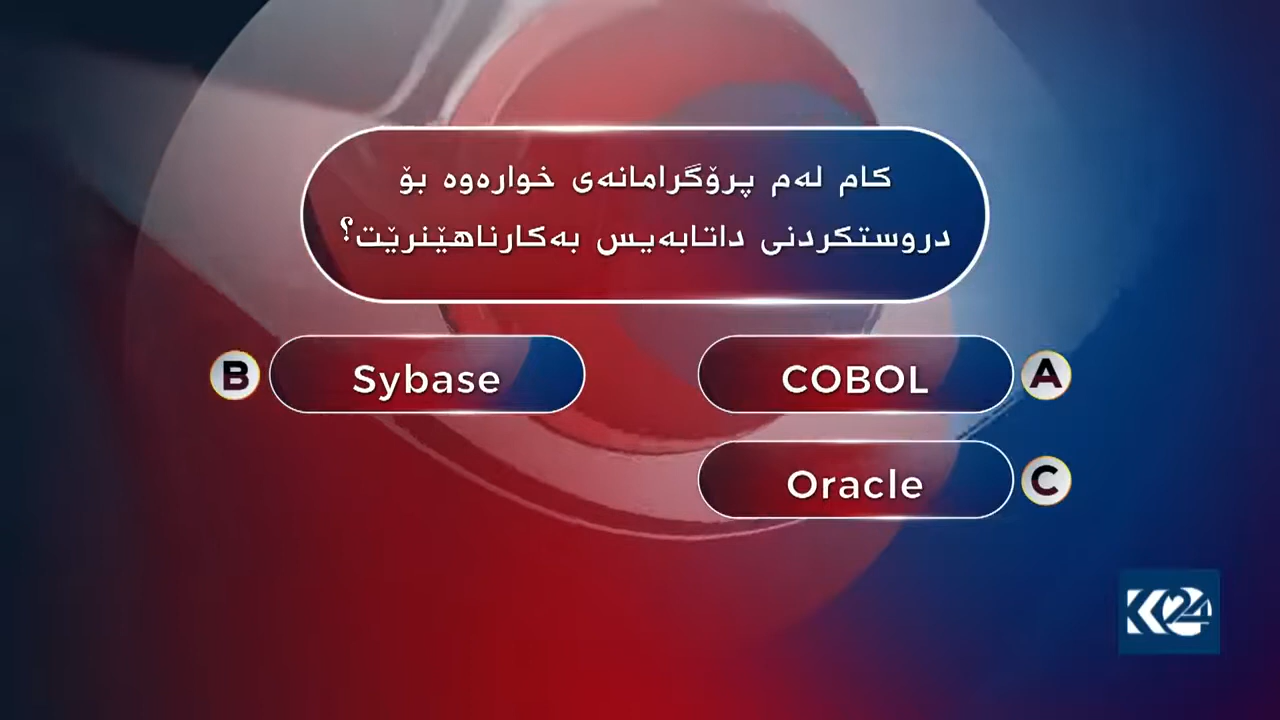 کام لەم پرۆگرامانەی خوارەوە بۆ
دروستکردنی داتابەیس بەکارناهێنرێت؟
A COBOL
B Sybase
C Oracle
K24